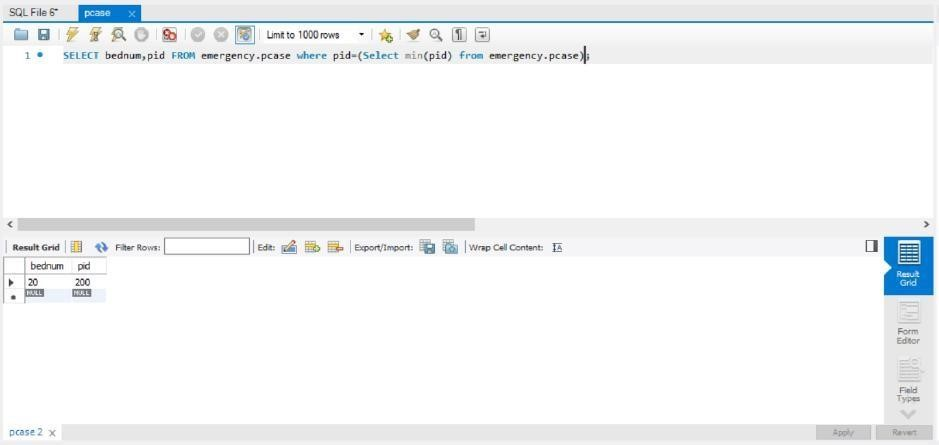 SQL File 6* pcase ×
Limit to 1000 rows
1 SELECT bednum,pid FROM emergency.pcase where pid=(Select min(pid) from emergency.pcase);
Result Grid Filter Rows: Edit: Export/Import: Wrap Cell Content: IA
bednum pid
20 200
NULL NULL
Result
Grid
Form
Editor
Field
Types
pcase 2 × Apply Revert